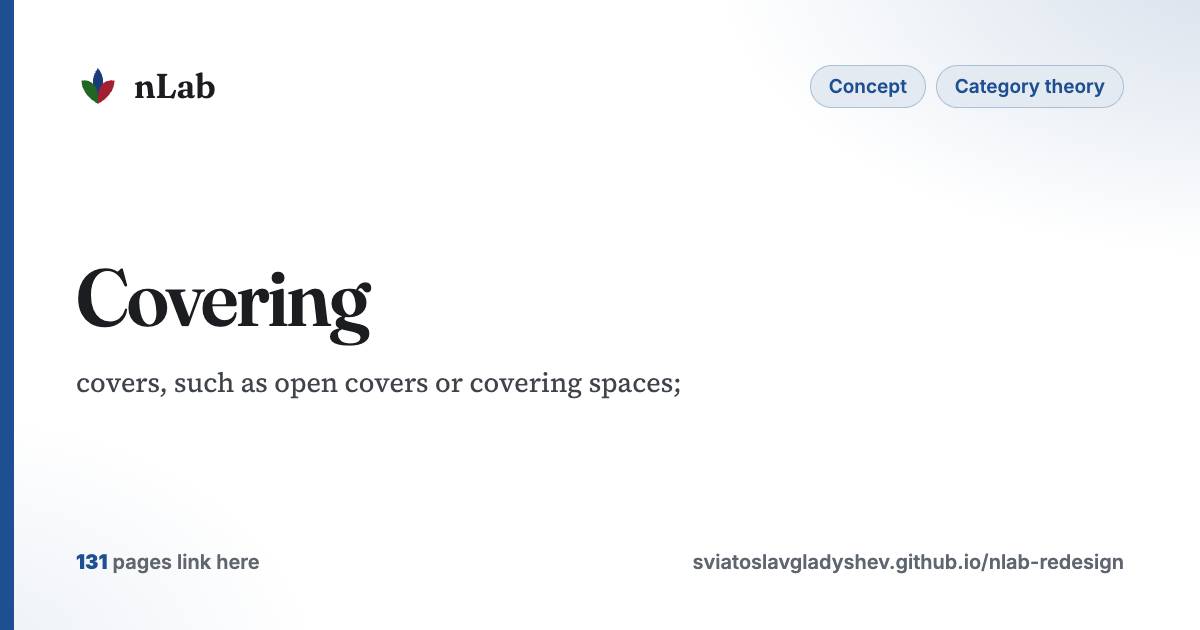 nLab
Concept
Category theory
Covering
covers, such as open covers or covering spaces;
131 pages link here
sviatoslavgladyshev.github.io/nlab-redesign